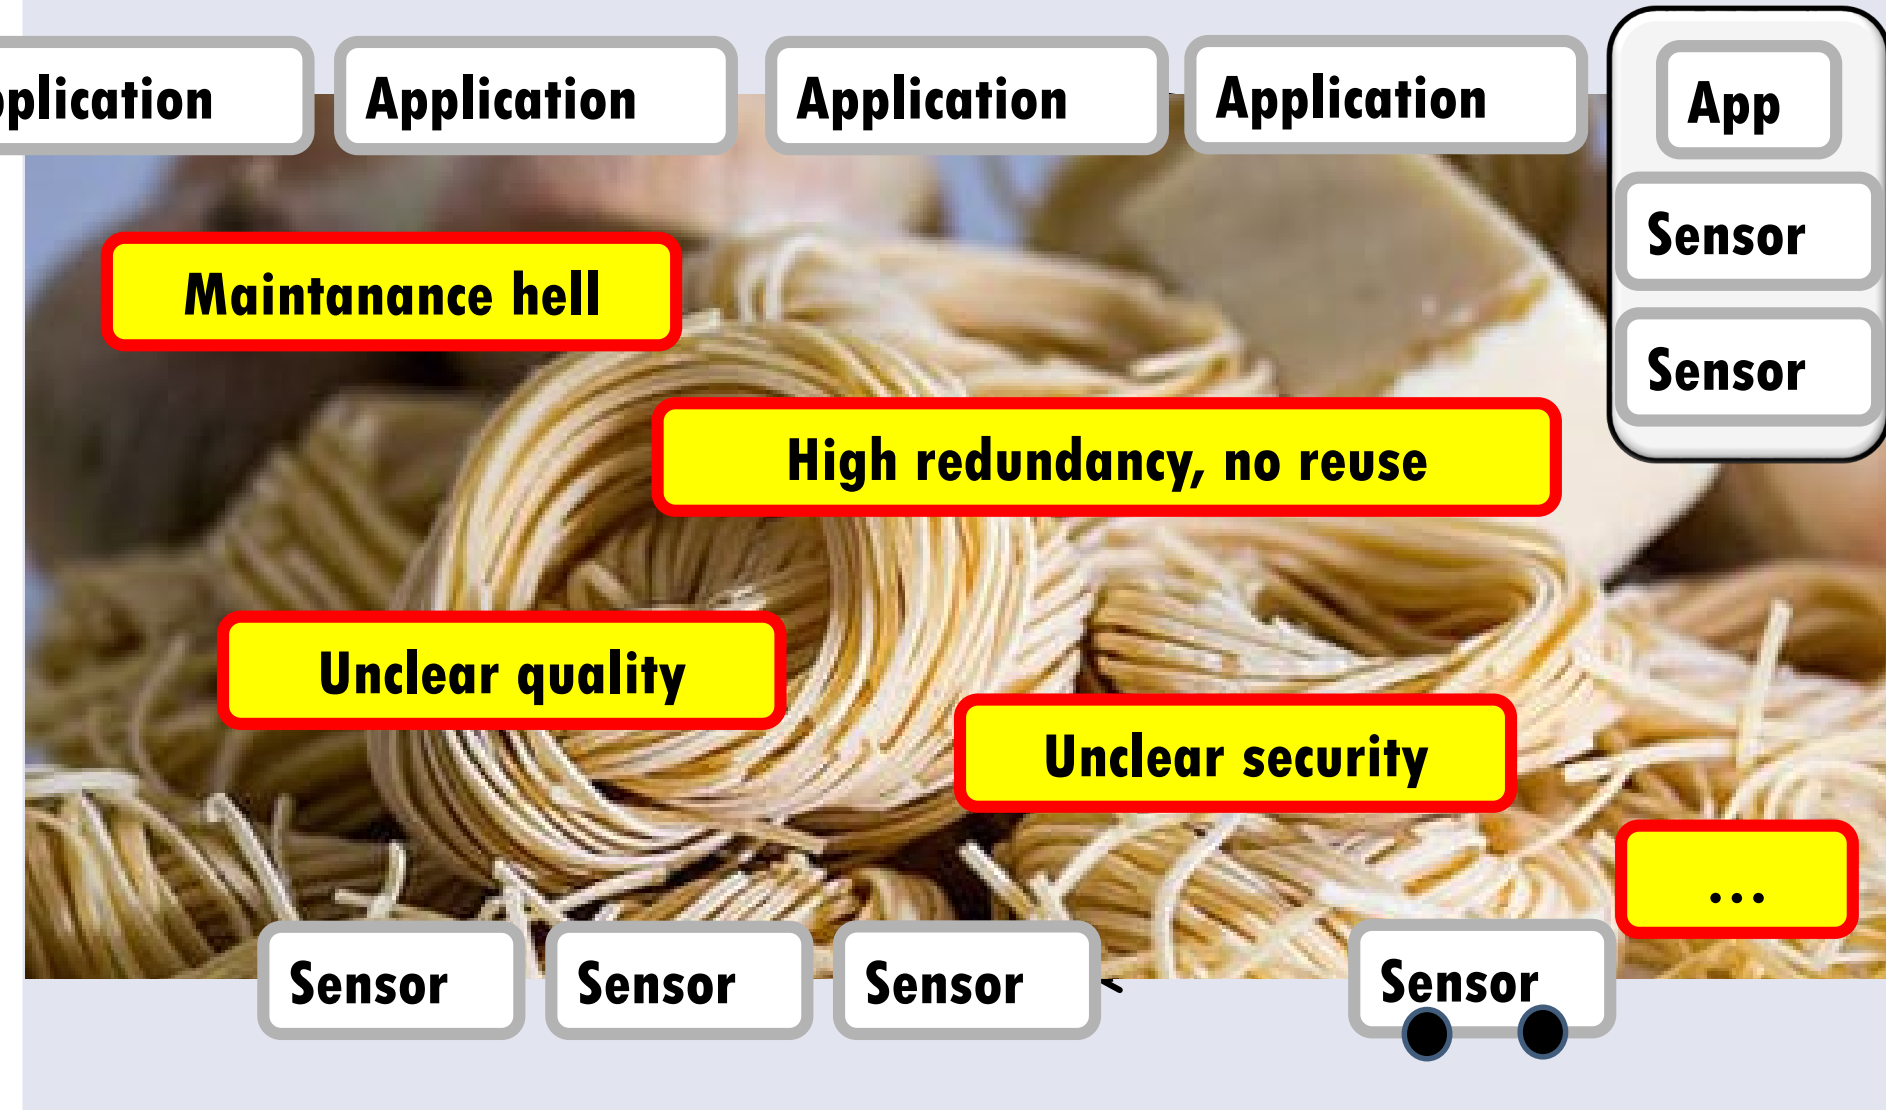 plication
Application
Application
Application
App
Sensor
Sensor
Maintanance hell
High redundancy, no reuse
Unclear quality
Unclear security
...
Sensor
Sensor
Sensor
Sensor